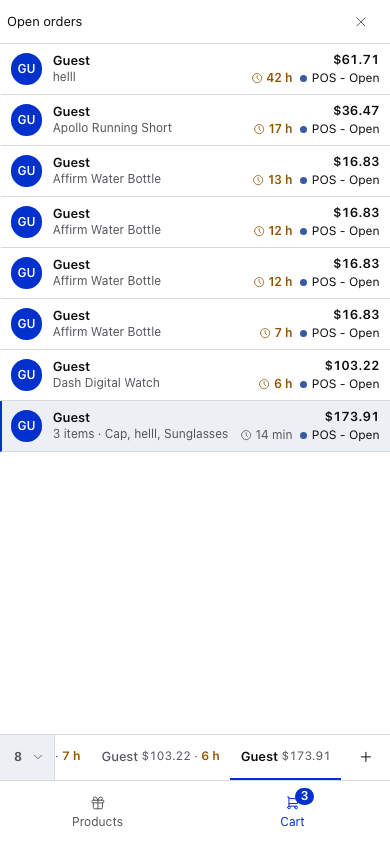 Open orders
GU Guest $61.71
helll 42 h POS - Open
GU Guest $36.47
Apollo Running Short 17 h POS - Open
GU Guest $16.83
Affirm Water Bottle 13 h POS - Open
GU Guest $16.83
Affirm Water Bottle 12 h POS - Open
GU Guest $16.83
Affirm Water Bottle 12 h POS - Open
GU Guest $16.83
Affirm Water Bottle 7 h POS - Open
GU Guest $103.22
Dash Digital Watch 6 h POS - Open
GU Guest $173.91
3 items · Cap, helll, Sunglasses 14 min POS - Open
8 · 7 h Guest $103.22 · 6 h Guest $173.91 +
3
Products Cart